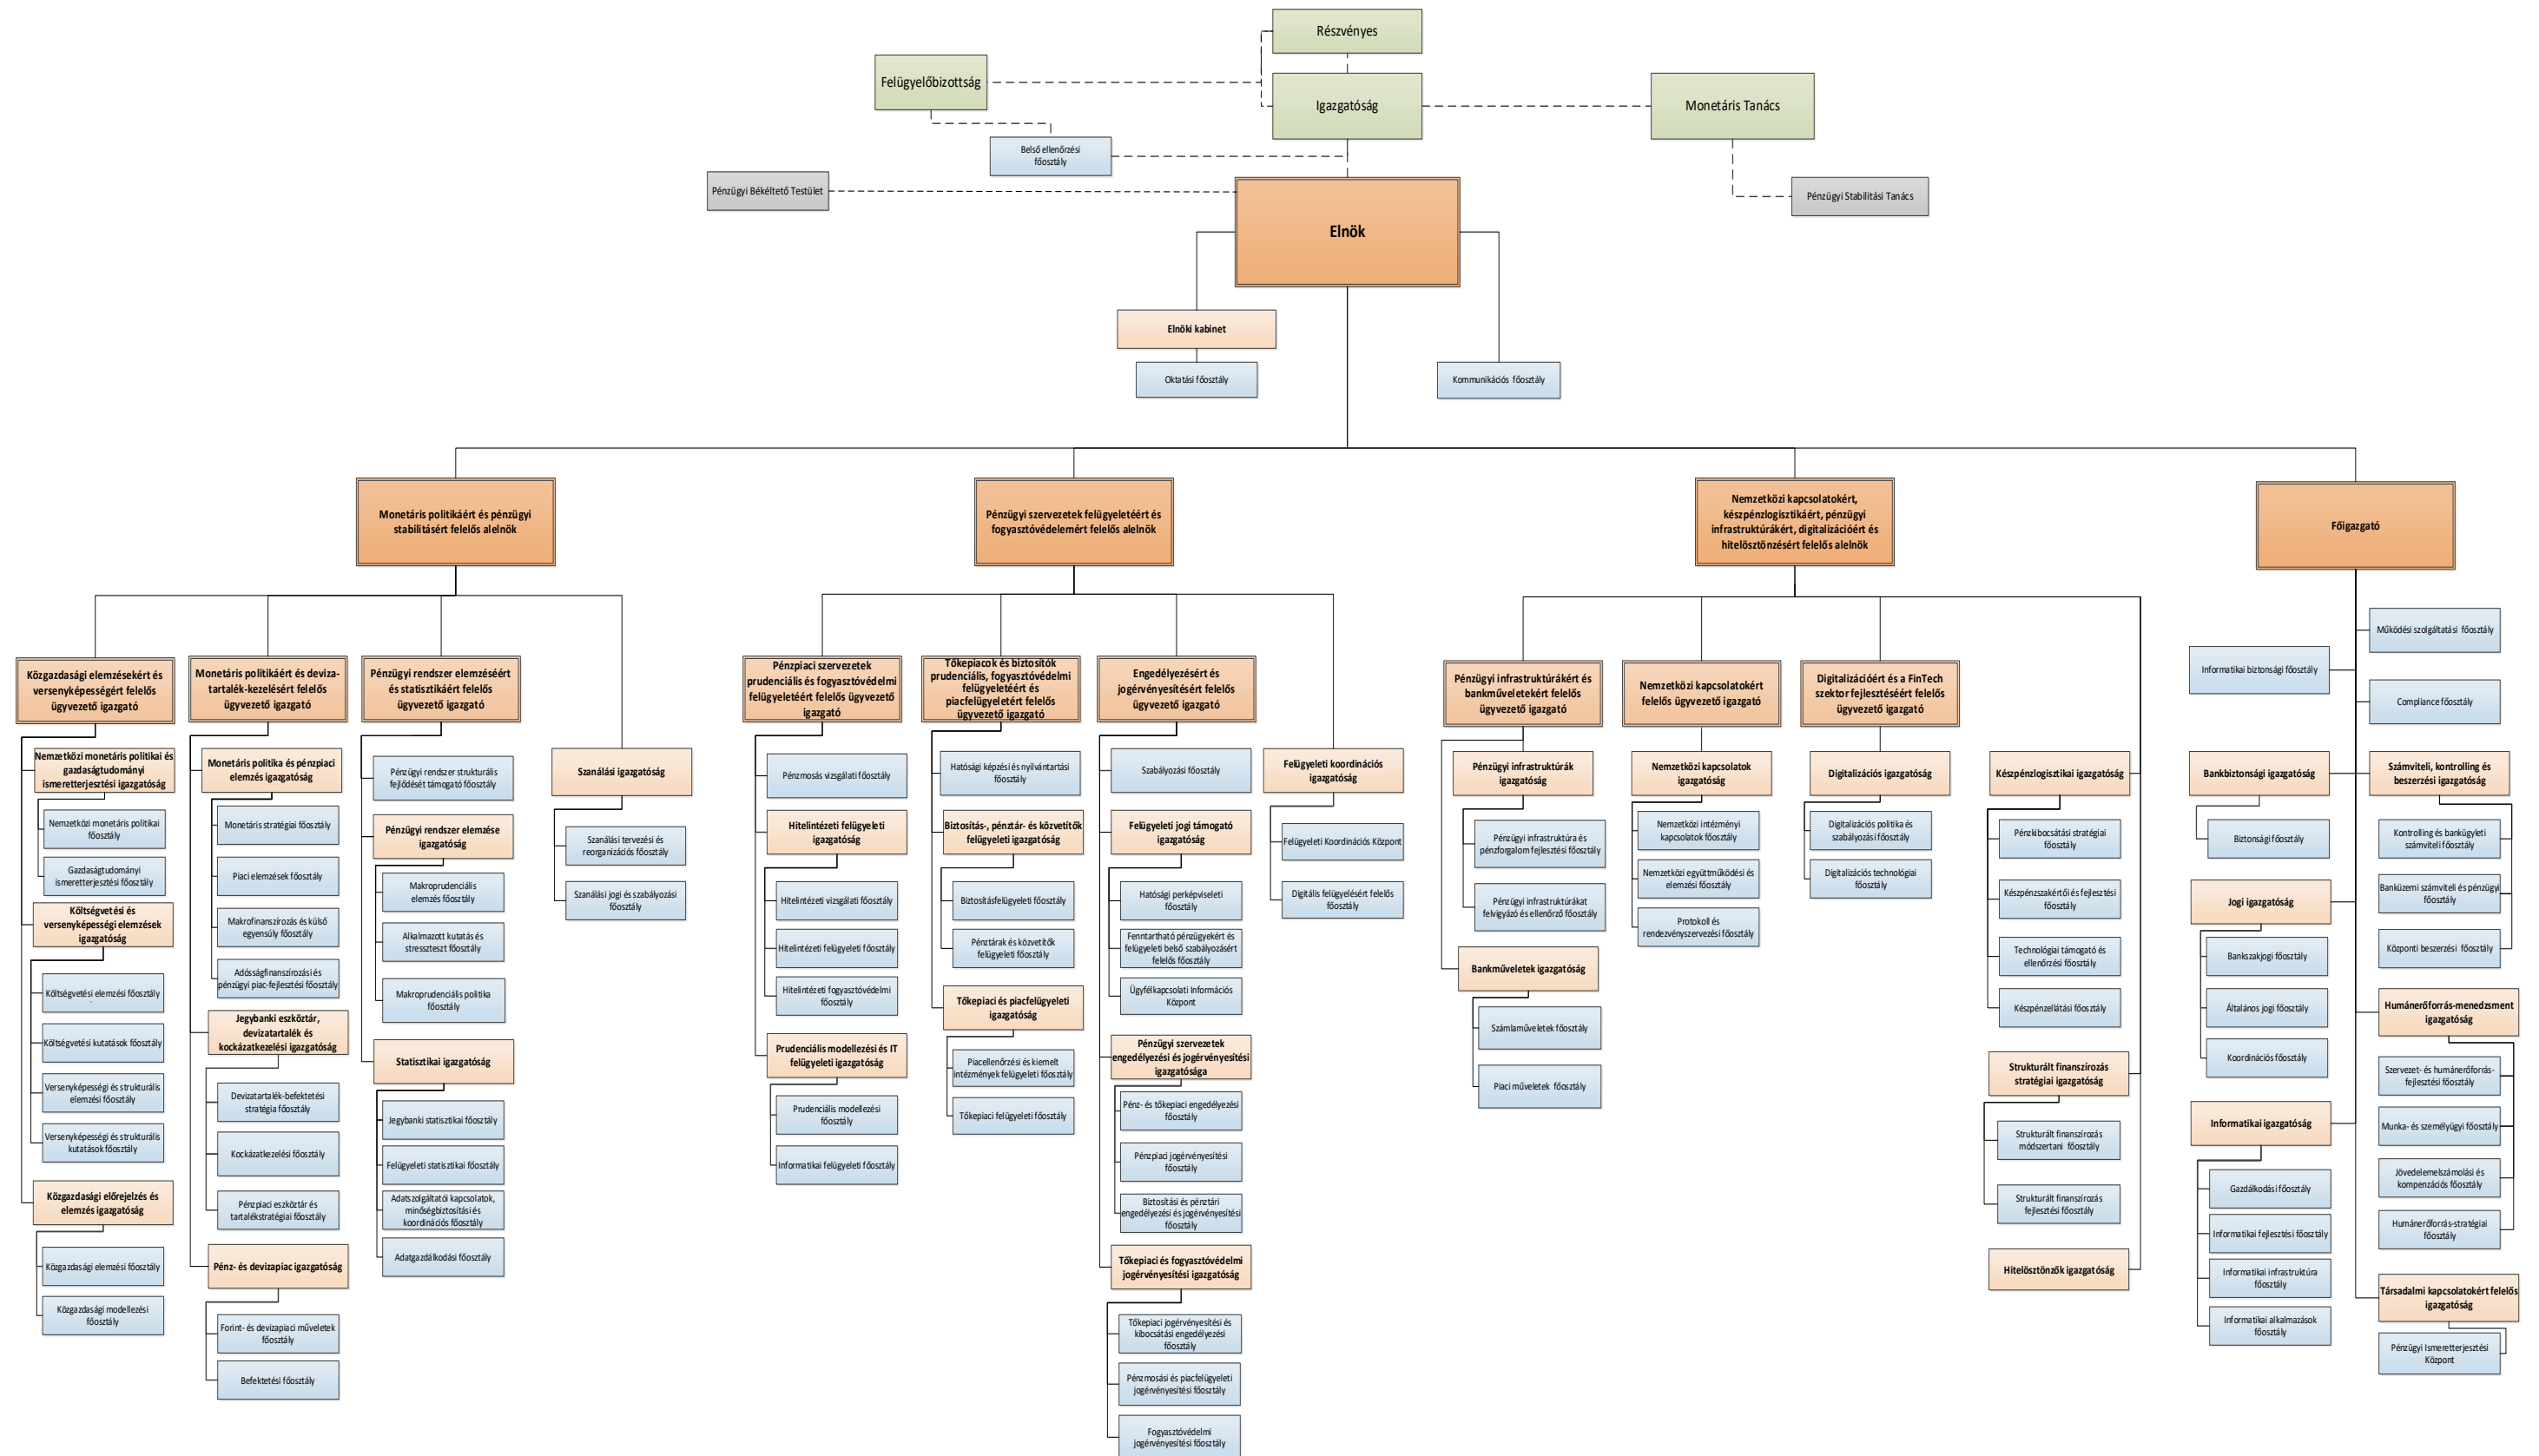 Részvényes
Felügyelőbizottság
Igazgatóság
Monetáris Tanács
Belső ellenőrzési
főosztály
Pénzügyi Békéltető Testület
Pénzügyi Stabilitási Tanács
Elnök
Elnöki kabinet
Oktatási főosztály
Kommunikációs főosztály
Monetáris politikáért és pénzügyi
stabilitásért felelős alelnök
Pénzügyi szervezetek felügyeletéért és
fogyasztóvédelemért felelős alelnök
Nemzetközi kapcsolatokért,
készpénzlogisztikáért, pénzügyi
infrastruktúrákért, digitalizációért és
hitelösztönzésért felelős alelnök
Főigazgató
Közgazdasági elemzésekért és
versenyképességért felelős
ügyvezető igazgató
Nemzetközi monetáris politikai és
gazdaságtudományi
ismeretterjesztési igazgatóság
Nemzetközi monetáris politikai
főosztály
Gazdaságtudományi
ismeretterjesztési főosztály
Költségvetési és
versenyképességi elemzések
igazgatóság
Költségvetési elemzési főosztály
Költségvetési kutatások főosztály
Versenyképességi és strukturális
elemzési főosztály
Versenyképességi és strukturális
kutatások főosztály
Közgazdasági előrejelzés és
elemzés igazgatóság
Közgazdasági elemzési főosztály
Közgazdasági modellezési
főosztály
Monetáris politikáért és deviza-
tartalék-kezelésért felelős
ügyvezető igazgató
Monetáris politika és pénzpiaci
elemzés igazgatóság
Monetáris stratégiai főosztály
Piaci elemzések főosztály
Makrofinanszírozás és külső
egyensúly főosztály
Adósságfinanszírozási és
pénzügyi piac-fejlesztési főosztály
Jegybanki eszköztár,
devizatartalék és
kockázatkezelési igazgatóság
Devizatartalék-befektetési
stratégia főosztály
Kockázatkezelési főosztály
Pénzpiaci eszköztár és
tartalékstratégiai főosztály
Pénz- és devizapiac igazgatóság
Forint- és devizapiaci műveletek
főosztály
Befektetési főosztály
Pénzügyi rendszer elemzéséért
és statisztikáért felelős
ügyvezető igazgató
Pénzügyi rendszer strukturális
fejlődését támogató főosztály
Pénzügyi rendszer elemzése
igazgatóság
Makroprudenciális
elemzés főosztály
Alkalmazott kutatás és
stresszteszt főosztály
Makroprudenciális politika
főosztály
Statisztikai igazgatóság
Jegybanki statisztikai főosztály
Felügyeleti statisztikai főosztály
Adatszolgáltatói kapcsolatok,
minőségbiztosítási és
koordinációs főosztály
Adatgazdálkodási főosztály
Szanálási igazgatóság
Szanálási tervezési és
reorganizációs főosztály
Szanálási jogi és szabályozási
főosztály
Pénzpiaci szervezetek
prudenciális és fogyasztóvédelmi
felügyeletéért felelős ügyvezető
igazgató
Pénzmosás vizsgálati főosztály
Hitelintézeti felügyeleti
igazgatóság
Hitelintézeti vizsgálati főosztály
Hitelintézeti felügyeleti főosztály
Hitelintézeti fogyasztóvédelmi
főosztály
Prudenciális modellezési és IT
felügyeleti igazgatóság
Prudenciális modellezési
főosztály
Informatikai felügyeleti főosztály
Tőkepiacok és biztosítók
prudenciális, fogyasztóvédelmi
felügyeletéért és
piacfelügyeletért felelős
ügyvezető igazgató
Hatósági képzési és nyilvántartási
főosztály
Biztosítás-, pénztár- és közvetítők
felügyeleti igazgatóság
Biztosításfelügyeleti főosztály
Pénztárak és közvetítők
felügyeleti főosztály
Tőkepiaci és piacfelügyeleti
igazgatóság
Piacellenőrzési és kiemelt
intézmények felügyeleti főosztály
Tőkepiaci felügyeleti főosztály
Engedélyezésért és
jogérvényesítésért felelős
ügyvezető igazgató
Szabályozási főosztály
Felügyeleti jogi támogató
igazgatóság
Hatósági perképviseleti
főosztály
Fenntartható pénzügyekért és
felügyeleti belső szabályozásért
felelős főosztály
Ügyfélkapcsolati Információs
Központ
Pénzügyi szervezetek
engedélyezési és jogérvényesítési
igazgatósága
Pénz- és tőkepiaci engedélyezési
főosztály
Pénzpiaci jogérvényesítési
főosztály
Biztosítási és pénztári
engedélyezési és jogérvényesítési
főosztály
Tőkepiaci és fogyasztóvédelmi
jogérvényesítési igazgatóság
Tőkepiaci jogérvényesítési és
kibocsátási engedélyezési
főosztály
Pénzmosási és piacfelügyeleti
jogérvényesítési főosztály
Fogyasztóvédelmi
jogérvényesítési főosztály
Felügyeleti koordinációs
igazgatóság
Felügyeleti Koordinációs Központ
Digitális felügyelésért felelős
főosztály
Pénzügyi infrastruktúrákért és
bankműveletekért felelős
ügyvezető igazgató
Pénzügyi infrastruktúrák
igazgatóság
Pénzügyi infrastruktúra és
pénzforgalom fejlesztési főosztály
Pénzügyi infrastruktúrákat
felvigyázó és ellenőrző főosztály
Bankműveletek igazgatóság
Számlaműveletek főosztály
Piaci műveletek főosztály
Nemzetközi kapcsolatokért
felelős ügyvezető igazgató
Nemzetközi kapcsolatok
igazgatóság
Nemzetközi intézményi
kapcsolatok főosztály
Nemzetközi együttműködési és
elemzési főosztály
Protokoll és
rendezvényszervezési főosztály
Digitalizációért és a FinTech
szektor fejlesztéséért felelős
ügyvezető igazgató
Digitalizációs igazgatóság
Digitalizációs politika és
szabályozási főosztály
Digitalizációs technológiai
főosztály
Készpénzlogisztikai igazgatóság
Pénzkibocsátási stratégiai
főosztály
Készpénzszakértői és fejlesztési
főosztály
Technológiai támogató és
ellenőrzési főosztály
Készpénzellátási főosztály
Strukturált finanszírozás
stratégiai igazgatóság
Strukturált finanszírozás
módszertani főosztály
Strukturált finanszírozás
fejlesztési főosztály
Hitelösztönzők igazgatóság
Informatikai biztonsági főosztály
Működési szolgáltatási főosztály
Compliance főosztály
Bankbiztonsági igazgatóság
Biztonsági főosztály
Jogi igazgatóság
Bankszakjogi főosztály
Általános jogi főosztály
Koordinációs főosztály
Informatikai igazgatóság
Gazdálkodási főosztály
Informatikai fejlesztési főosztály
Informatikai infrastruktúra
főosztály
Informatikai alkalmazások
főosztály
Számviteli, kontrolling és
beszerzési igazgatóság
Kontrolling és bankügyleti
számviteli főosztály
Banküzemi számviteli és pénzügyi
főosztály
Központi beszerzési főosztály
Humánerőforrás-menedzsment
igazgatóság
Szervezet- és humánerőforrás-
fejlesztési főosztály
Munka- és személyügyi főosztály
Jövedelemelszámolási és
kompenzációs főosztály
Humánerőforrás-stratégiai
főosztály
Társadalmi kapcsolatokért felelős
igazgatóság
Pénzügyi Ismeretterjesztési
Központ